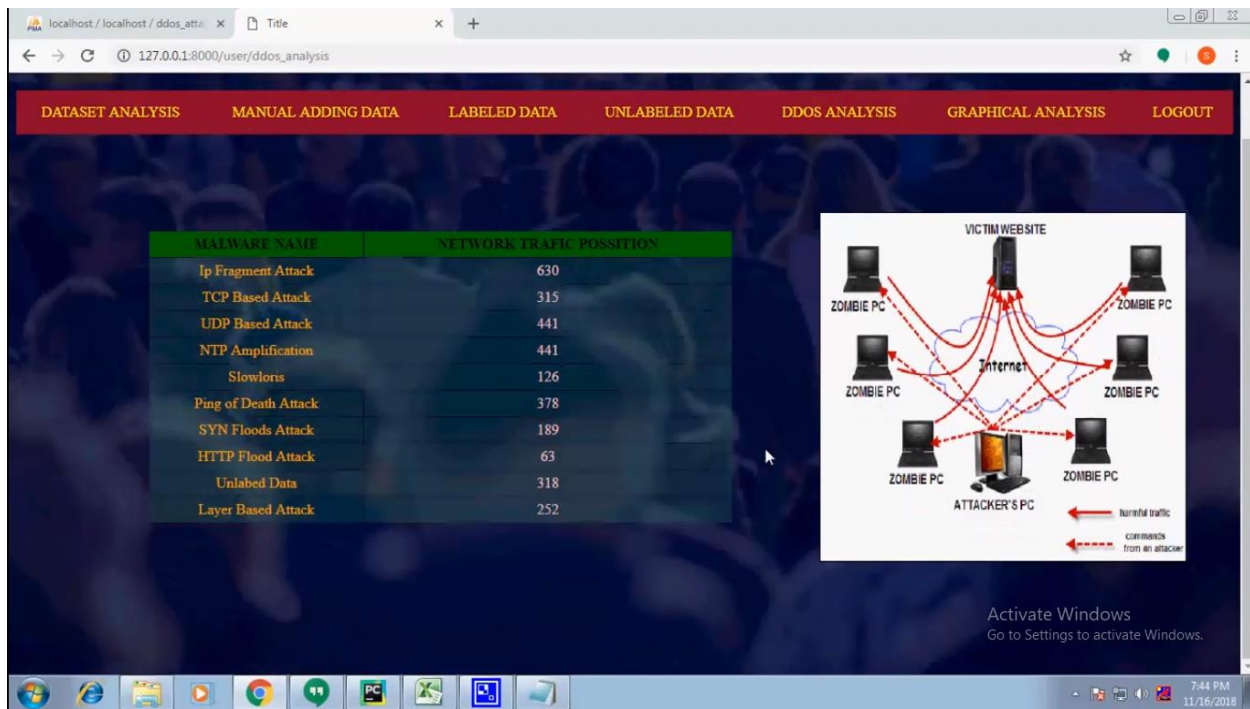 localhost / localhost / ddos_atta
Title
127.0.0.1:8000/user/ddos_analysis
DATASET ANALYSIS MANUAL ADDING DATA LABELED DATA UNLABELED DATA DDOS ANALYSIS GRAPHICAL ANALYSIS LOGOUT
MALWARE NAME NETWORK TRAFIC POSSITION
Ip Fragment Attack 630
TCP Based Attack 315
UDP Based Attack 441
NTP Amplification 441
Slowloris 126
Ping of Death Attack 378
SYN Floods Attack 189
HTTP Flood Attack 63
Unlabed Data 318
Layer Based Attack 252
VICTIM WEBSITE
ZOMBIE PC
ZOMBIE PC
Internet
ZOMBIE PC
ZOMBIE PC
ZOMBIE PC
ZOMBIE PC
ATTACKER'S PC
harmful traffic
commands
from an attacker
Activate Windows
Go to Settings to activate Windows.
PC
7:44 PM
11/16/2018